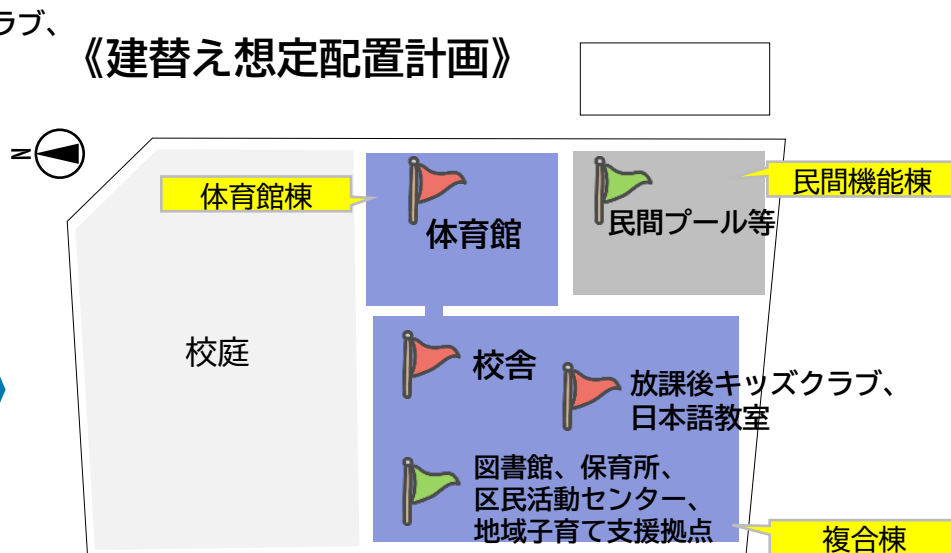 ラブ、
《建替え想定配置計画》
N
体育館棟
民間機能棟
体育館
民間プール等
校庭
校舎
放課後キッズクラブ、
日本語教室
図書館、保育所、
区民活動センター、
地域子育て支援拠点
複合棟